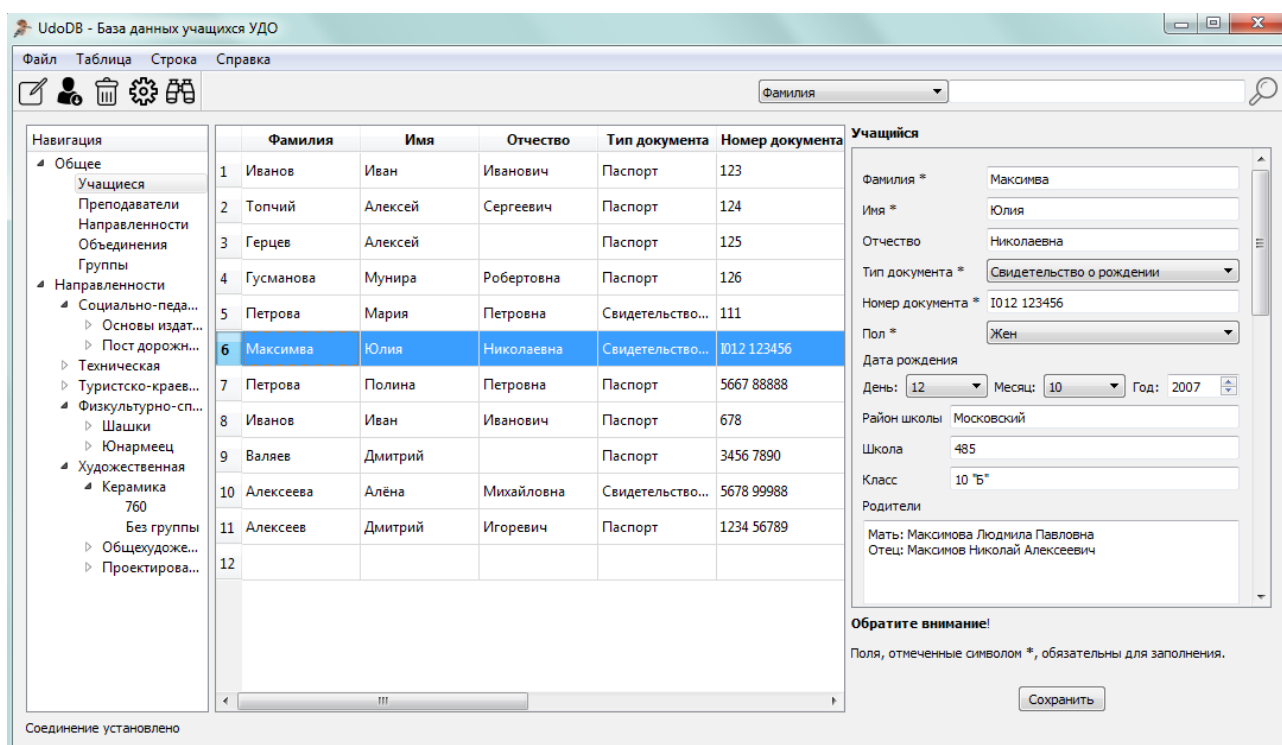 UdoDB - База данных учащихся УДО
Файл Таблица Строка Справка
Фамилия
Навигация
Общее
Учащиеся
Преподаватели
Направленности
Объединения
Группы
Направленности
Социально-педа...
Основы издат...
Пост дорожн...
Техническая
Туристско-краев...
Физкультурно-сп...
Шашки
Юнармеец
Художественная
Керамика
760
Без группы
Общехудоже...
Проектирова...
Фамилия Имя Отчество Тип документа Номер документа
1 Иванов Иван Иванович Паспорт 123
2 Топчий Алексей Сергеевич Паспорт 124
3 Герцев Алексей Паспорт 125
4 Гусманова Мунира Робертовна Паспорт 126
5 Петрова Мария Петровна Свидетельство... 111
6 Максимва Юлия Николаевна Свидетельство... I012 123456
7 Петрова Полина Петровна Паспорт 5667 88888
8 Иванов Иван Иванович Паспорт 678
9 Валяев Дмитрий Паспорт 3456 7890
10 Алексеева Алёна Михайловна Свидетельство... 5678 99988
11 Алексеев Дмитрий Игоревич Паспорт 1234 56789
12
Учащийся
Фамилия * Максимва
Имя * Юлия
Отчество Николаевна
Тип документа * Свидетельство о рождении
Номер документа * I012 123456
Пол * Жен
Дата рождения
День: 12 Месяц: 10 Год: 2007
Район школы Московский
Школа 485
Класс 10 "Б"
Родители
Мать: Максимова Людмила Павловна
Отец: Максимов Николай Алексеевич
Обратите внимание!
Поля, отмеченные символом *, обязательны для заполнения.
Сохранить
Соединение установлено